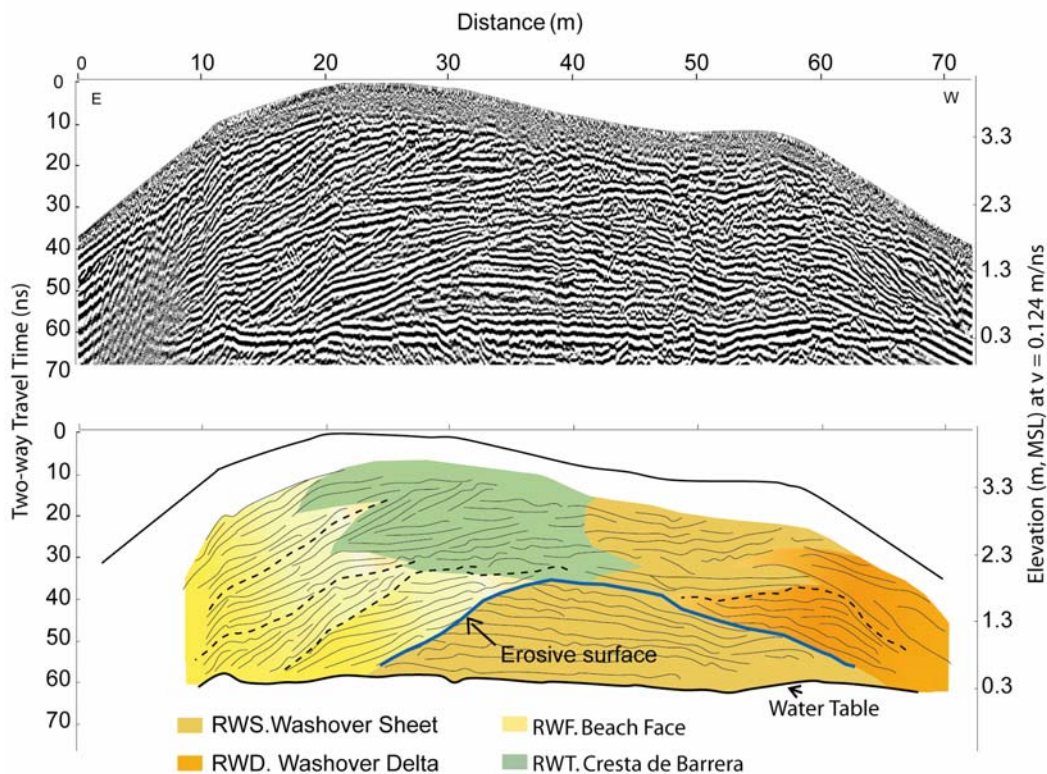 Distance (m)
0 10 20 30 40 50 60 70
E W
0
10
20
30
40
50
60
70
3.3
2.3
1.3
0.3
Two-way Travel Time (ns)
Elevation (m, MSL) at v = 0.124 m/ns
0
10
20
30
40
50
60
70
3.3
2.3
1.3
0.3
Erosive surface
Water Table
RWS.Washover Sheet RWF. Beach Face
RWD. Washover Delta RWT. Cresta de Barrera